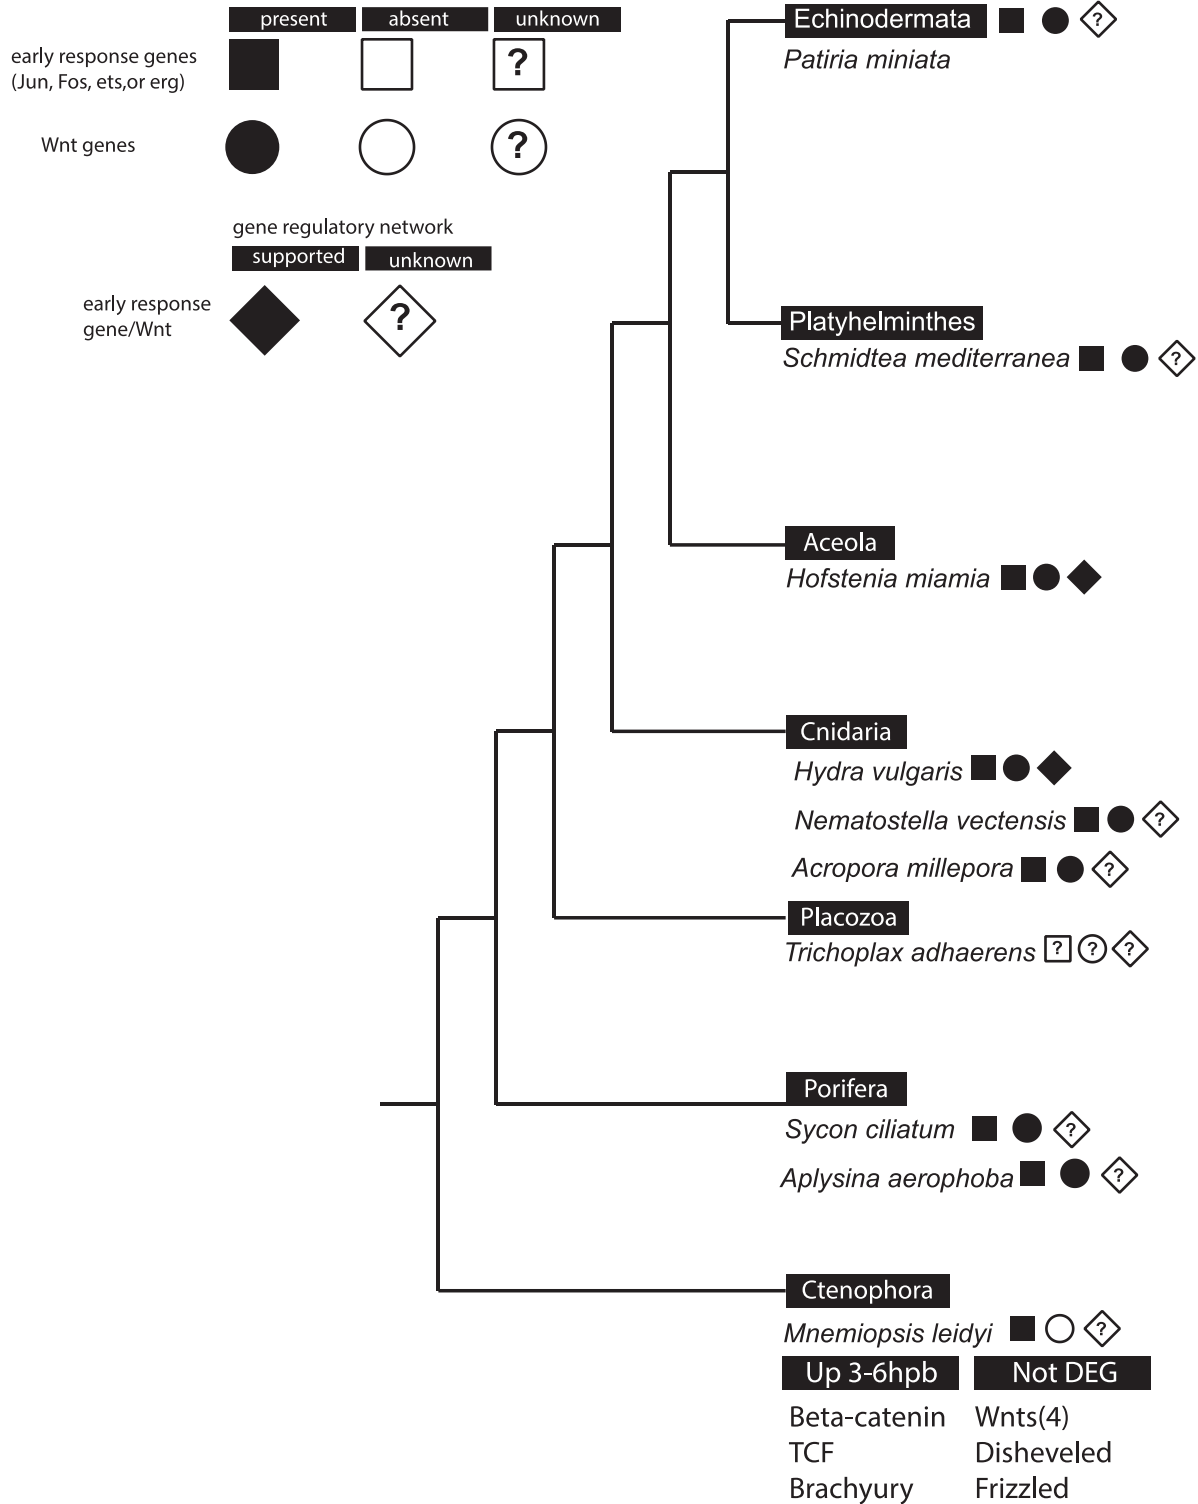 present absent unknown
early response genes
(Jun, Fos, ets,or erg)
?
Wnt genes
?
gene regulatory network
supported unknown
early response
gene/Wnt
?
Echinodermata ?
Patiria miniata
Platyhelminthes
Schmidtea mediterranea ?
Aceola
Hofstenia miamia
Cnidaria
Hydra vulgaris
Nematostella vectensis ?
Acropora millepora ?
Placozoa
Trichoplax adhaerens ? ? ?
Porifera
Sycon ciliatum ?
Aplysina aerophoba ?
Ctenophora
Mnemiopsis leidyi ?
Up 3-6hpb Not DEG
Beta-catenin Wnts(4)
TCF Disheveled
Brachyury Frizzled